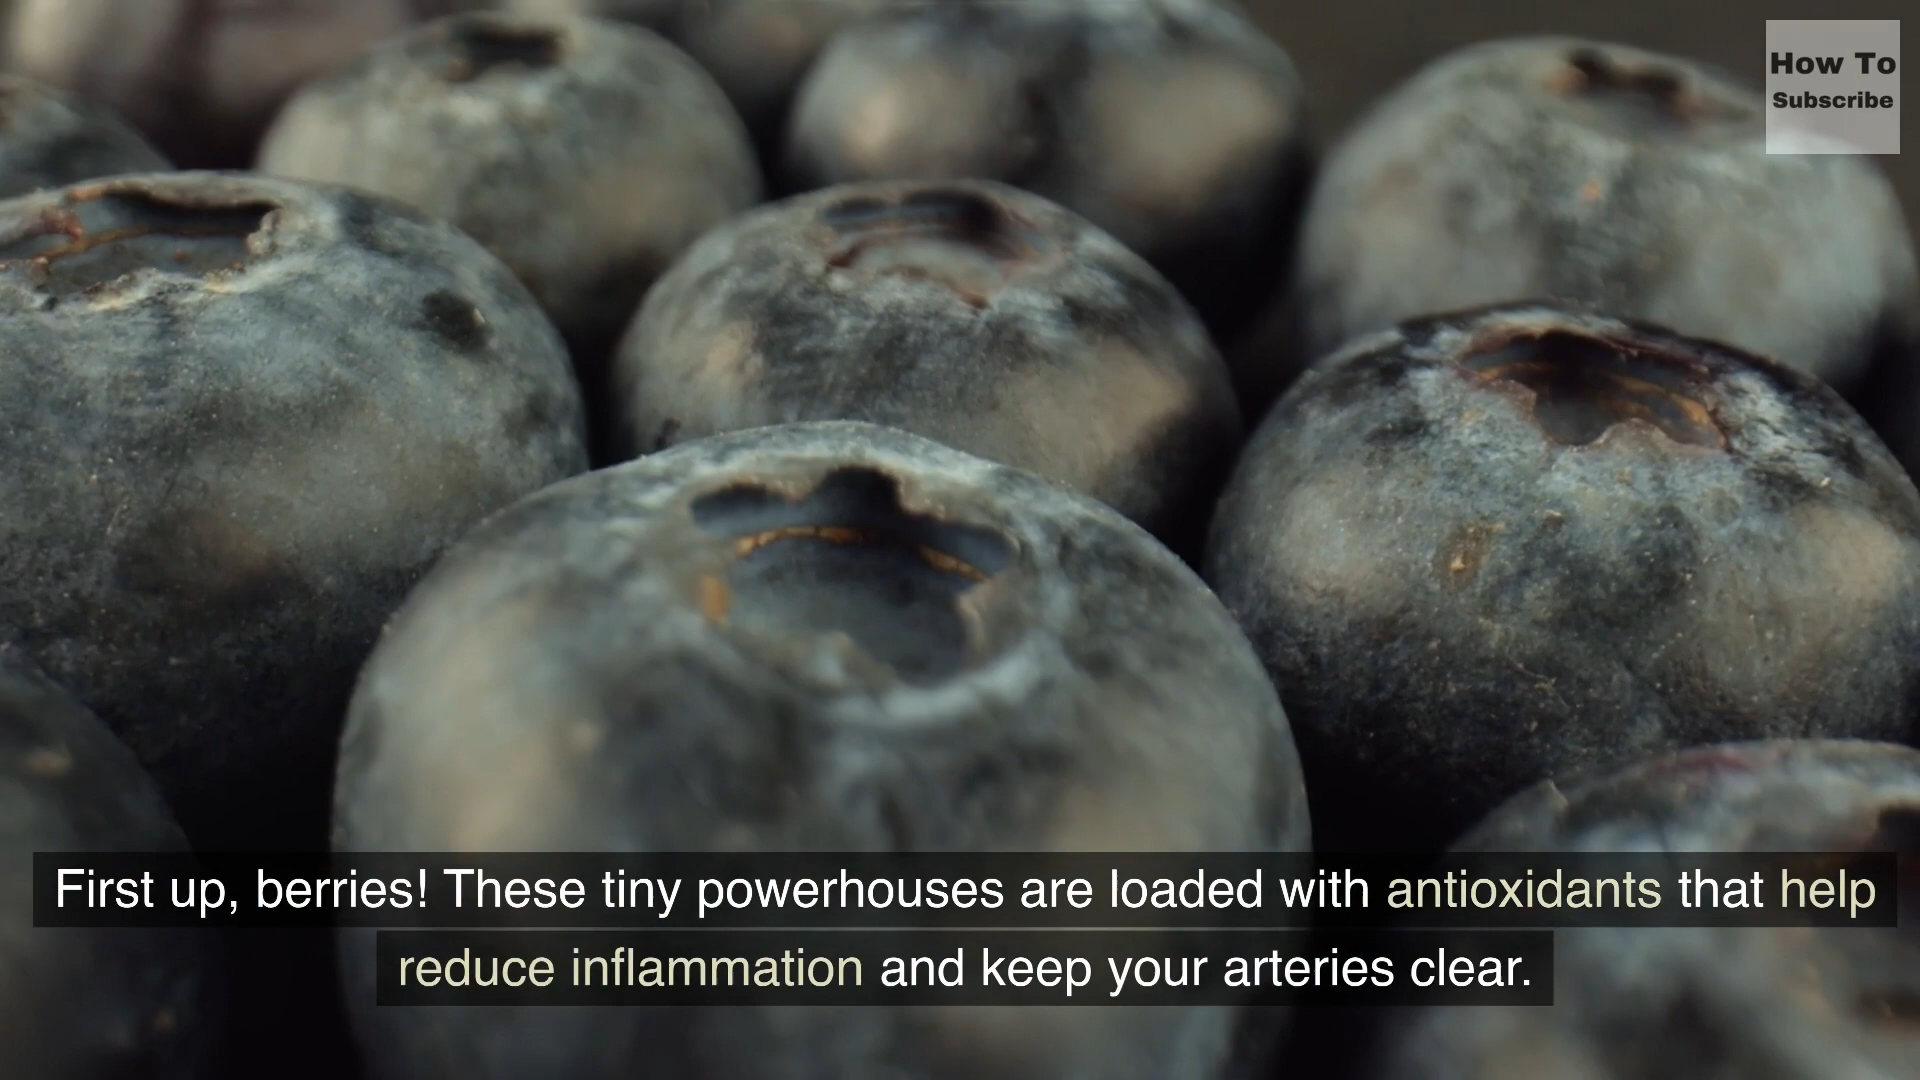 How To
Subscribe
First up, berries! These tiny powerhouses are loaded with antioxidants that help
reduce inflammation and keep your arteries clear.